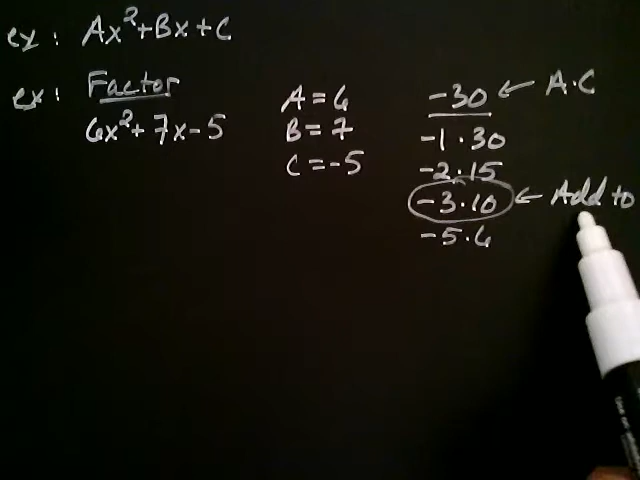 ex: Ax²+Bx+C
ex: Factor
6x²+7x-5
A=6
B=7
C=-5
-30 ← A·C
-1·30
-2·15
-3·10 ← Add to
-5·6